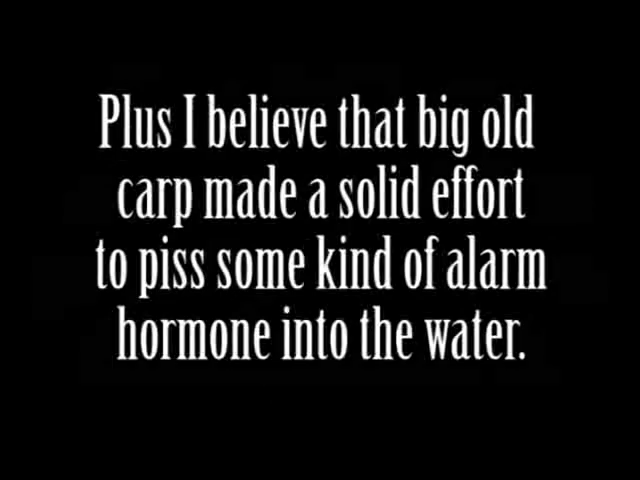 Plus I believe that big old
carp made a solid effort
to piss some kind of alarm
hormone into the water.